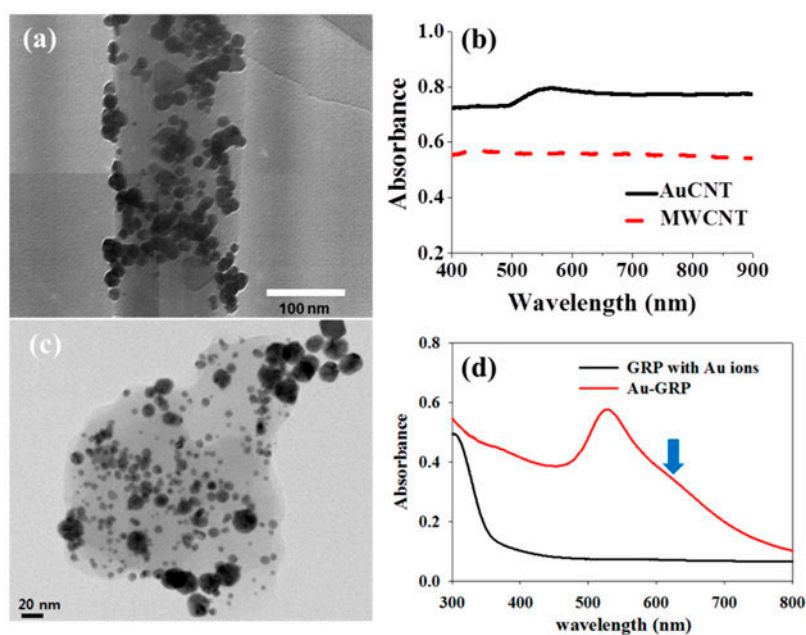 (a)
100 nm
(b)
Absorbance
1.0
0.8
0.6
0.4
0.2
AuCNT
MWCNT
400 500 600 700 800 900
Wavelength (nm)
(c)
20 nm
(d)
Absorbance
0.8
0.6
0.4
0.2
0.0
GRP with Au ions
Au-GRP
300 400 500 600 700 800
wavelength (nm)